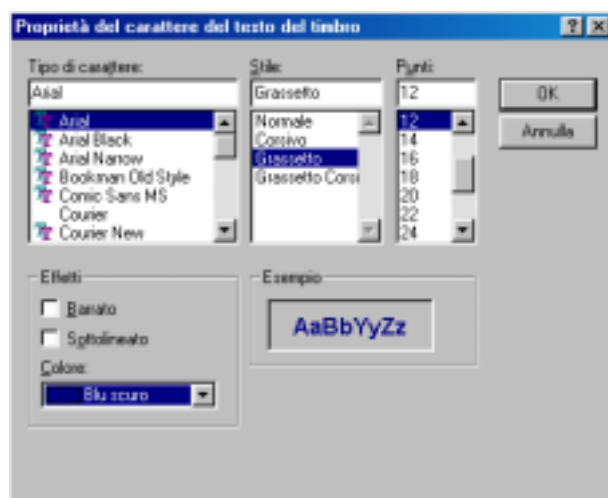 Proprietà del carattere del testo del timbro
Tipo di carattere:
Stile:
Punti:
Arial
Grassetto
12
OK
Annulla
Arial
Arial Black
Arial Narrow
Bookman Old Style
Comic Sans MS
Courier
Courier New
Normale
Corsivo
Grassetto
Grassetto Corsi
12
14
16
18
20
22
24
Effetti
Barrato
Sottolineato
Colore:
Blu scuro
Esempio
AaBbYyZz